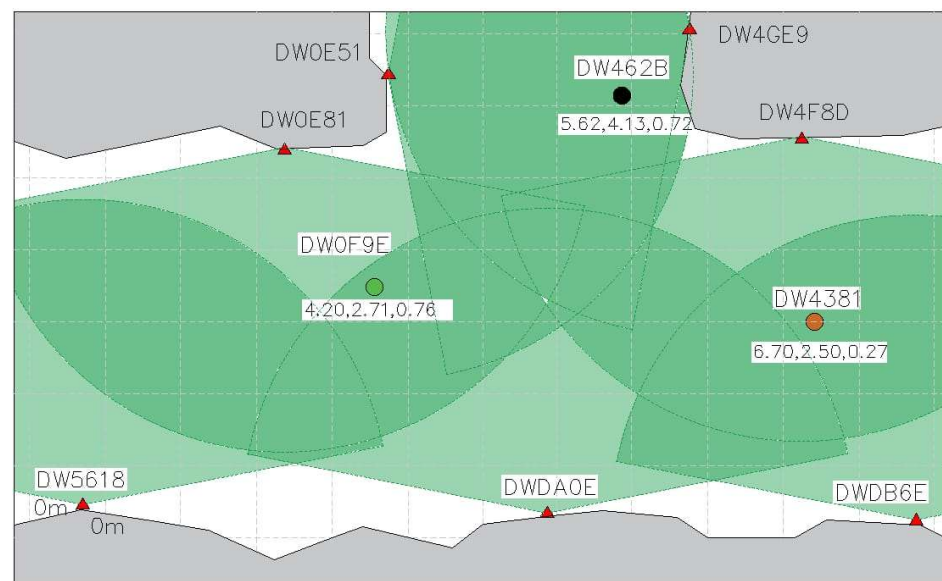 DW4GE9
DW0E51
DW462B
DW0E81
DW4F8D
5.62,4.13,0.72
DW0F9E
4.20,2.71,0.76
DW4381
6.70,2.50,0.27
DW5618
DWDA0E
DWDB6E
0m
0m